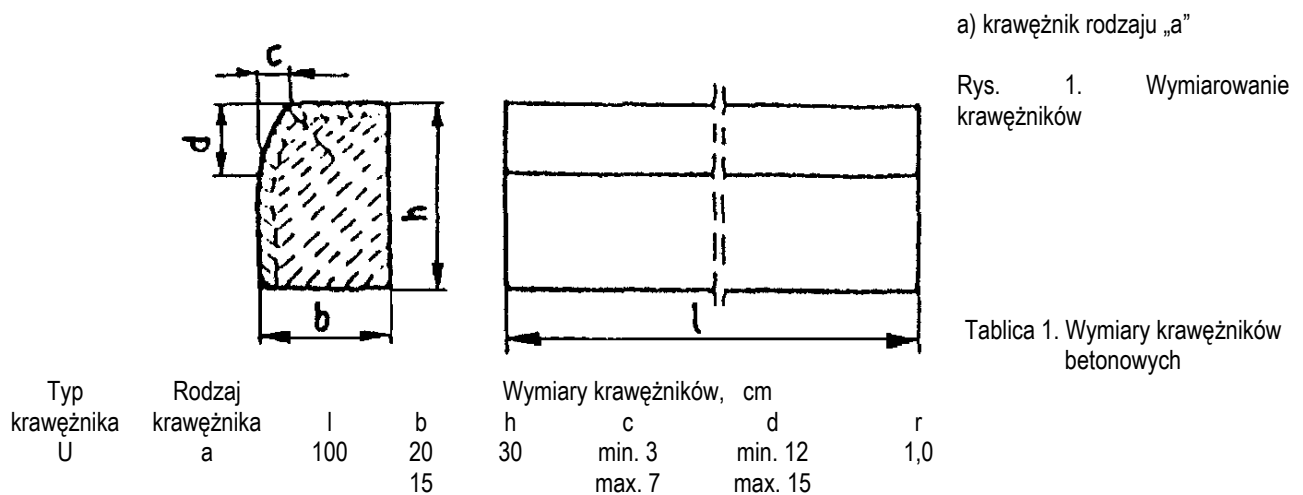 a) krawężnik rodzaju „a”
Rys. 1. Wymiarowanie
krawężników
c
d
h
b
l
Tablica 1. Wymiary krawężników
betonowych
Typ Rodzaj Wymiary krawężników, cm
krawężnika krawężnika l b h c d r
U a 100 20 30 min. 3 min. 12 1,0
15 max. 7 max. 15